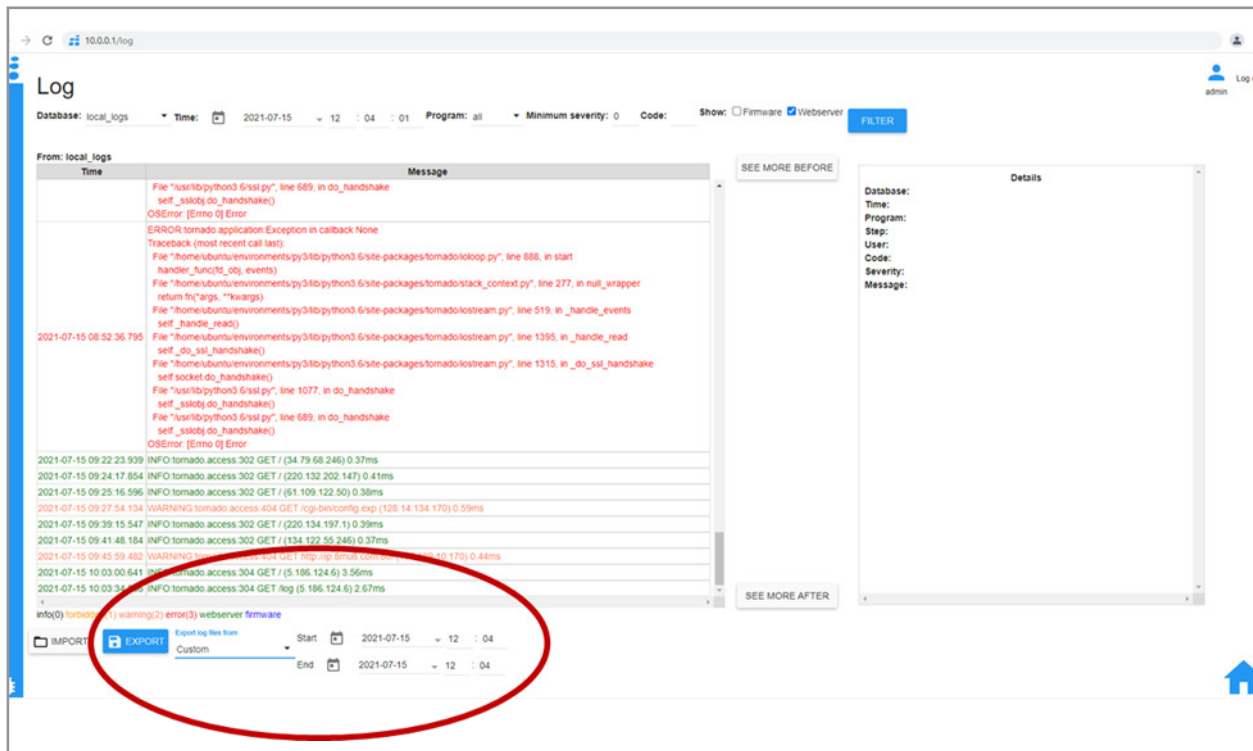 10.0.0.1/log
Log
admin
Log
Database: local_logs Time: 2021-07-15 12 : 04 : 01 Program: all Minimum severity: 0 Code: Show: Firmware Webserver FILTER
From: local_logs
Time Message
File "/usr/lib/python3.6/ssl.py", line 689, in do_handshake
self._sslobj.do_handshake()
OSError: [Errno 0] Error
ERROR:tornado.application:Exception in callback None
Traceback (most recent call last):
File "/home/ubuntu/environments/py3/lib/python3.6/site-packages/tornado/ioloop.py", line 888, in start
handler_func(fd_obj, events)
File "/home/ubuntu/environments/py3/lib/python3.6/site-packages/tornado/stack_context.py", line 277, in null_wrapper
return fn(*args, **kwargs)
File "/home/ubuntu/environments/py3/lib/python3.6/site-packages/tornado/iostream.py", line 519, in _handle_events
self._handle_read()
2021-07-15 08:52:36.795 File "/home/ubuntu/environments/py3/lib/python3.6/site-packages/tornado/iostream.py", line 1395, in _handle_read
self._do_ssl_handshake()
File "/home/ubuntu/environments/py3/lib/python3.6/site-packages/tornado/iostream.py", line 1315, in _do_ssl_handshake
self.socket.do_handshake()
File "/usr/lib/python3.6/ssl.py", line 1077, in do_handshake
self._sslobj.do_handshake()
File "/usr/lib/python3.6/ssl.py", line 689, in do_handshake
self._sslobj.do_handshake()
OSError: [Errno 0] Error
2021-07-15 09:22:23.939 INFO:tornado.access:302 GET / (34.79.68.246) 0.37ms
2021-07-15 09:24:17.854 INFO:tornado.access:302 GET / (220.132.202.147) 0.41ms
2021-07-15 09:25:16.596 INFO:tornado.access:302 GET / (61.109.122.50) 0.38ms
2021-07-15 09:27:54.134 WARNING:tornado.access:404 GET /cgi-bin/config.exp (128.14.134.170) 0.59ms
2021-07-15 09:39:15.547 INFO:tornado.access:302 GET / (220.134.197.1) 0.39ms
2021-07-15 09:41:48.184 INFO:tornado.access:302 GET / (134.122.55.246) 0.37ms
2021-07-15 09:45:59.482 GET 0.44ms
2021-07-15 10:03:00.641 INFO:tornado.access:304 GET / (5.186.124.6) 3.56ms
2021-07-15 INFO:tornado.access:304 GET /log (5.186.124.6) 2.67ms
info(0) warning(2) error(3) webserver firmware
SEE MORE BEFORE
SEE MORE AFTER
Details
Database:
Time:
Program:
Step:
User:
Code:
Severity:
Message:
IMPORT EXPORT Export log files from
Custom
Start 2021-07-15 12 : 04
End 2021-07-15 12 : 04